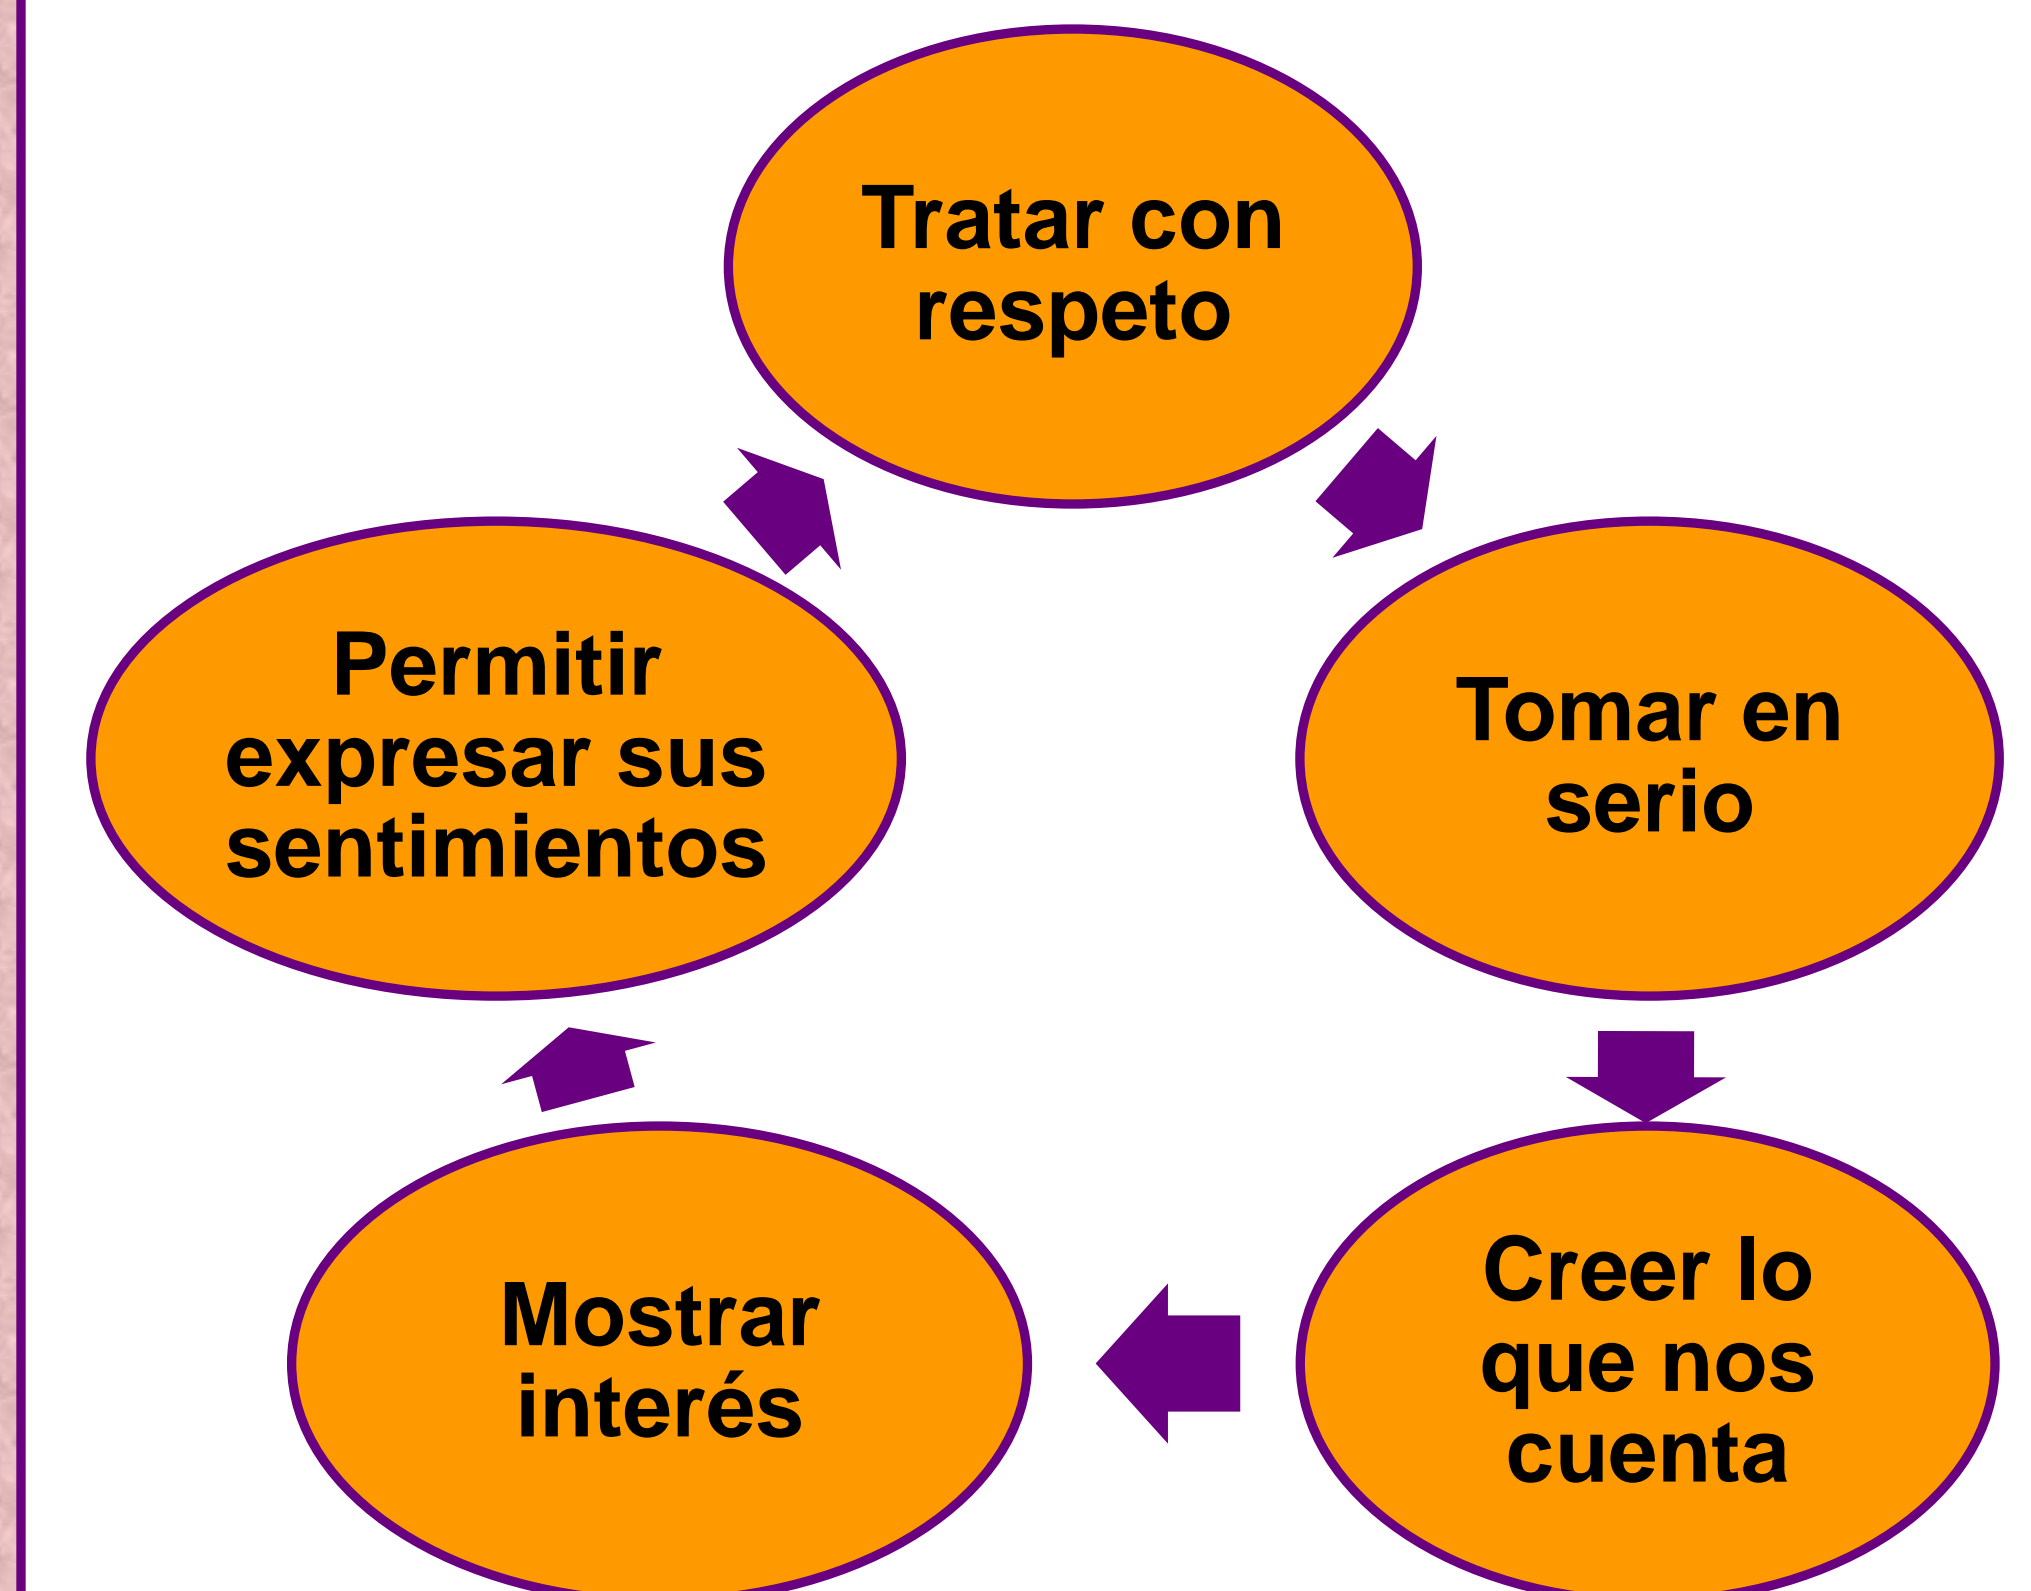 Tratar con
respeto
Tomar en
serio
Creer lo
que nos
cuenta
Mostrar
interés
Permitir
expresar sus
sentimientos